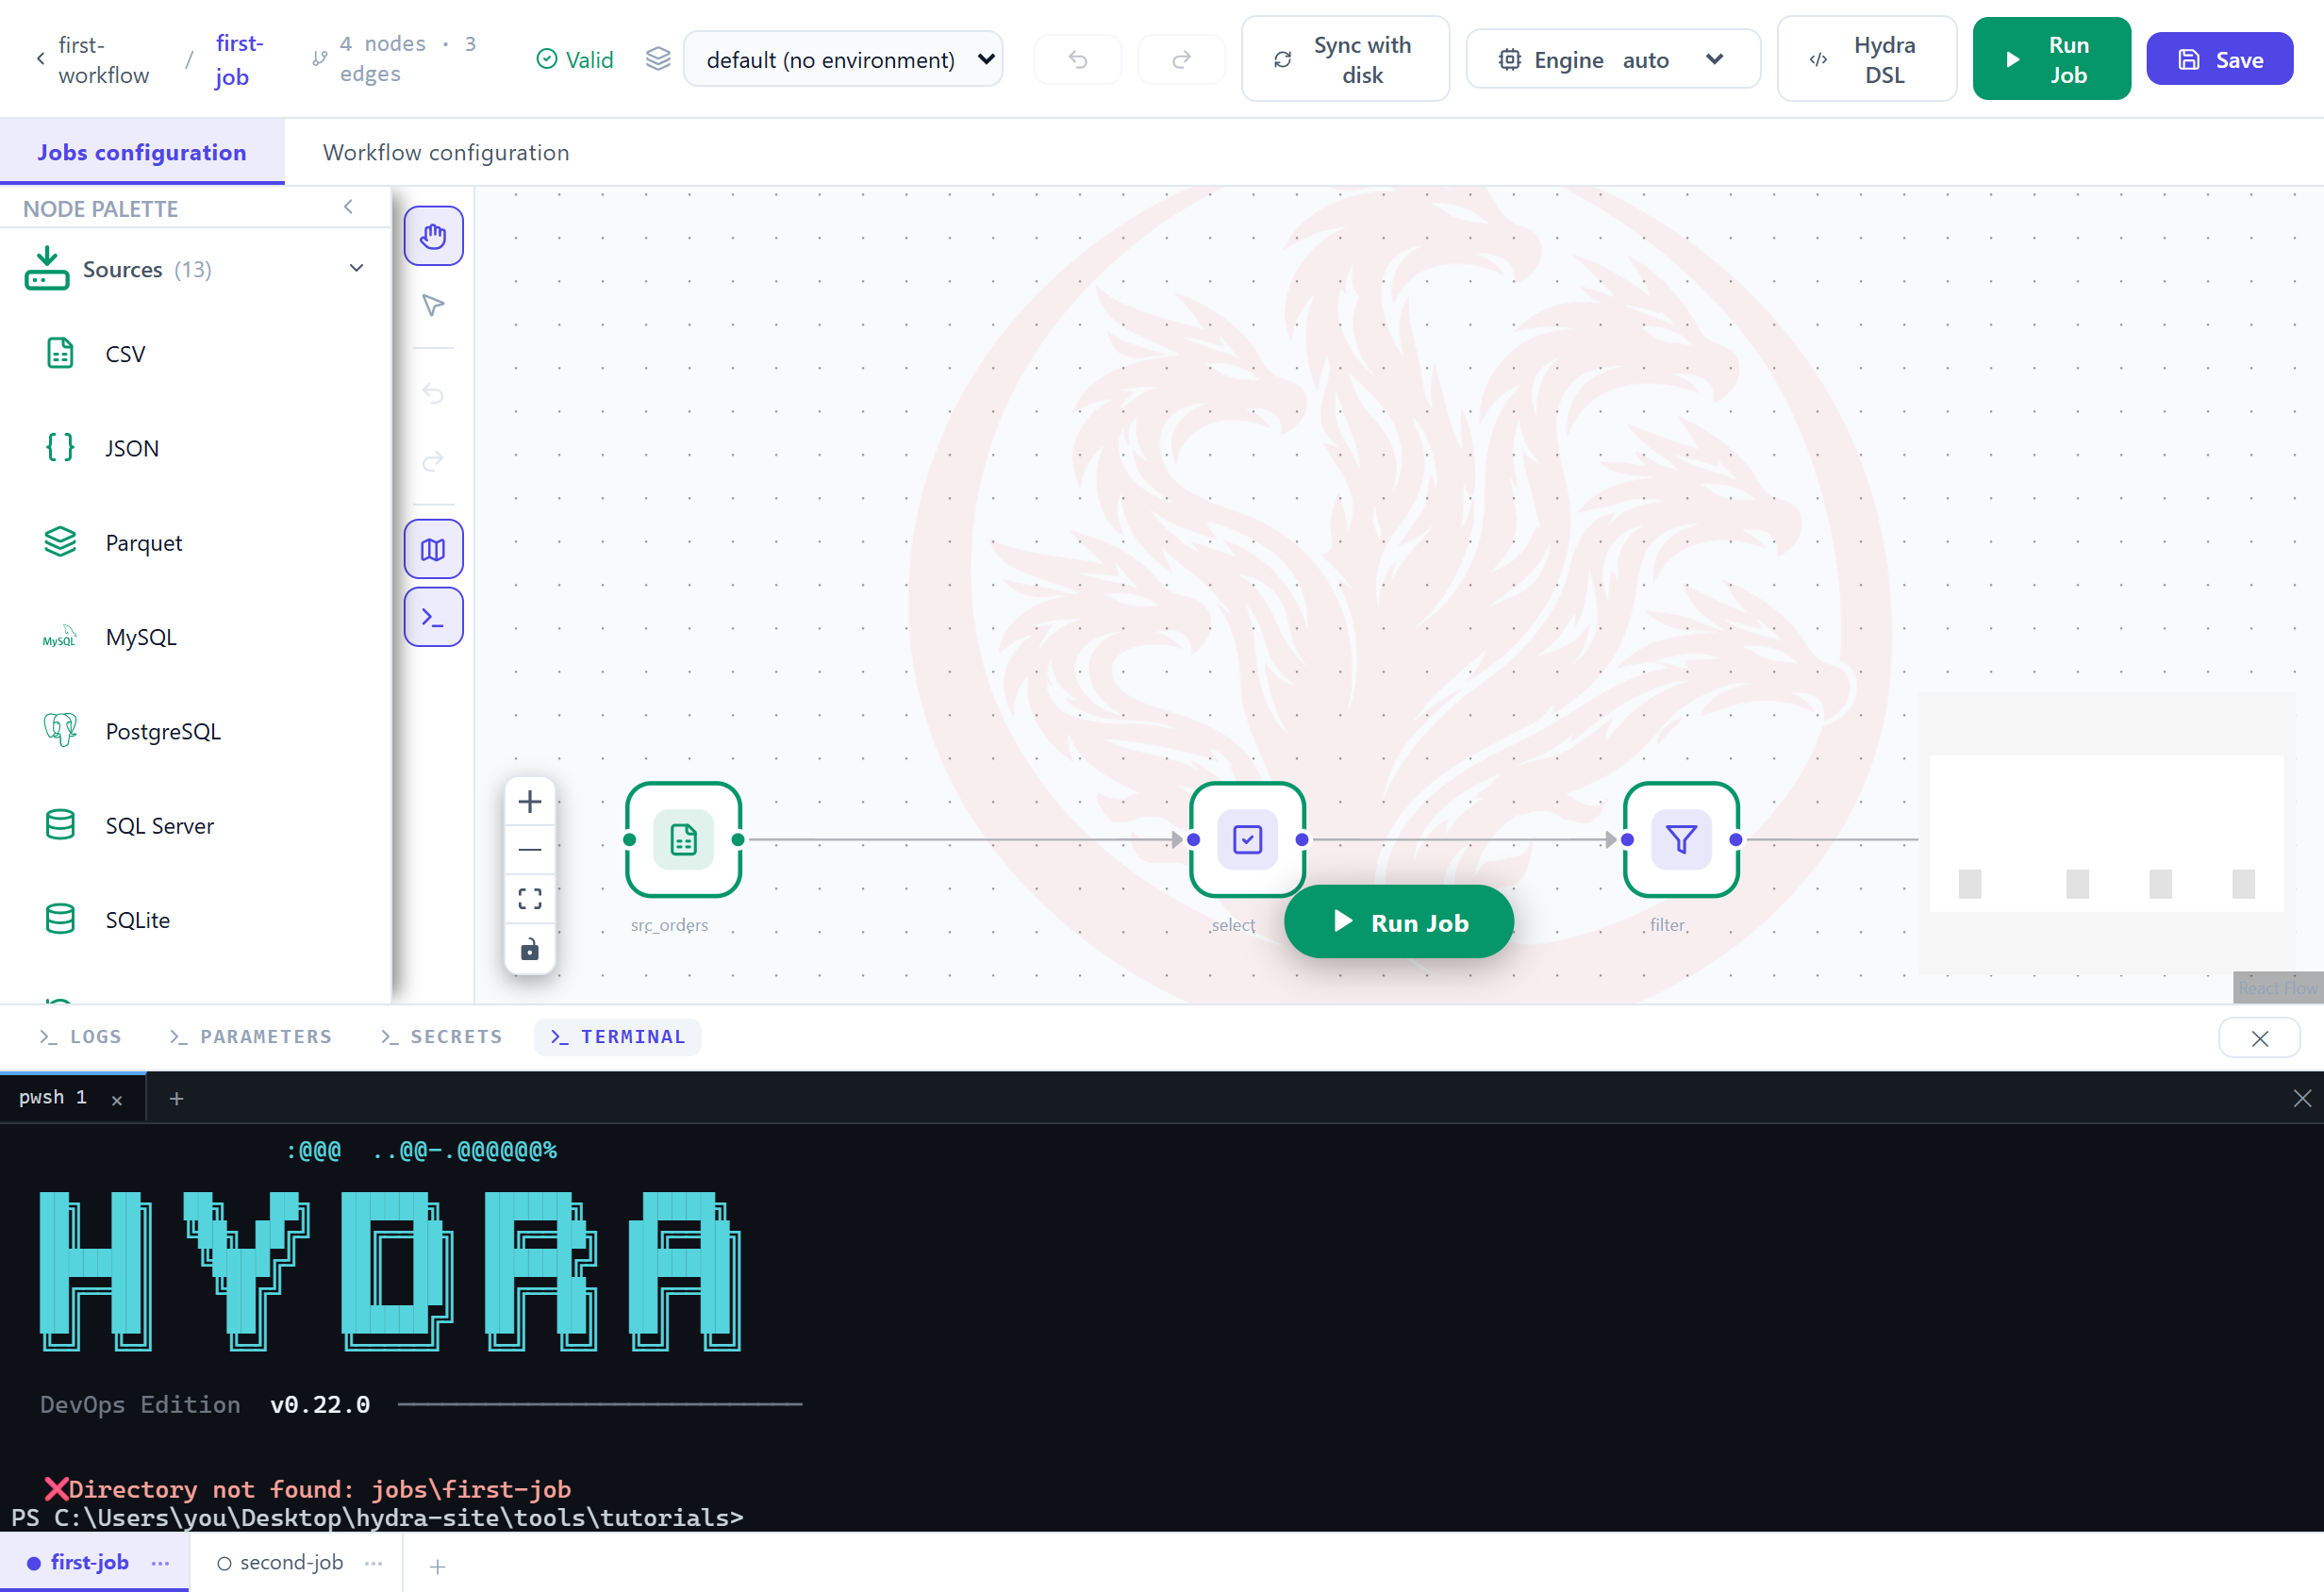 first-
workflow
/
first-
job
4 nodes · 3
edges
Valid
default (no environment)
Sync with
disk
Engine auto
Hydra
DSL
Run
Job
Save
Jobs configuration
Workflow configuration
NODE PALETTE
Sources (13)
CSV
JSON
Parquet
MySQL
MySQL
PostgreSQL
SQL Server
SQLite
src_orders
select
filter
Run Job
React Flow
LOGS
PARAMETERS
SECRETS
TERMINAL
pwsh 1
:@@@  ..@@-.@@@@@@%
HYDRA
DevOps Edition v0.22.0
❌Directory not found: jobs\first-job
PS C:\Users\you\Desktop\hydra-site\tools\tutorials>
first-job ...
second-job ...